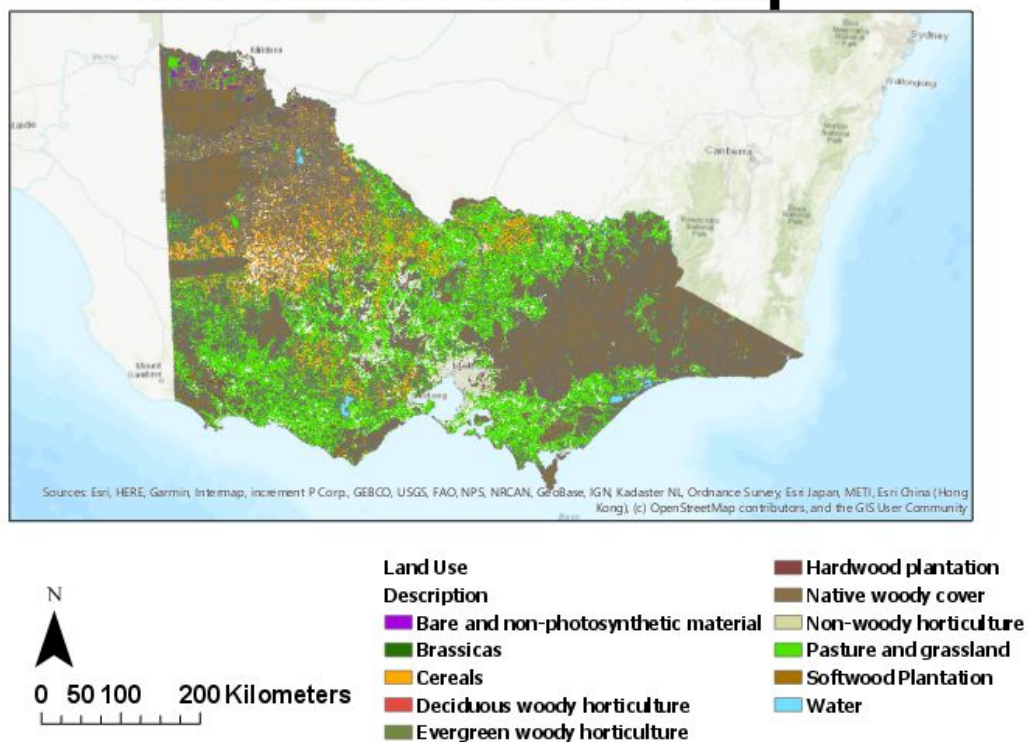 Mildura
Sydney
Wollongong
Canberra
Mount
Gambier
Sources: Esri, HERE, Garmin, Intermap, increment P Corp., GEBCO, USGS, FAO, NPS, NRCAN, GeoBase, IGN, Kadaster NL, Ordnance Survey, Esri Japan, METI, Esri China (Hong
Kong), (c) OpenStreetMap contributors, and the GIS User Community
N
0 50 100 200 Kilometers
Land Use
Description
Bare and non-photosynthetic material
Brassicas
Cereals
Deciduous woody horticulture
Evergreen woody horticulture
Hardwood plantation
Native woody cover
Non-woody horticulture
Pasture and grassland
Softwood Plantation
Water